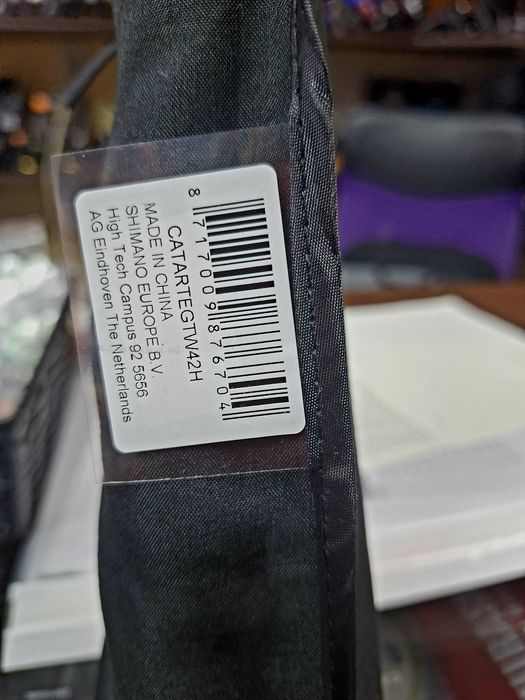 8 717009 876704
CATARTEGTW42H
MADE IN CHINA
SHIMANO EUROPE B.V.
High Tech Campus 92 5656
AG Eindhoven The Netherlands